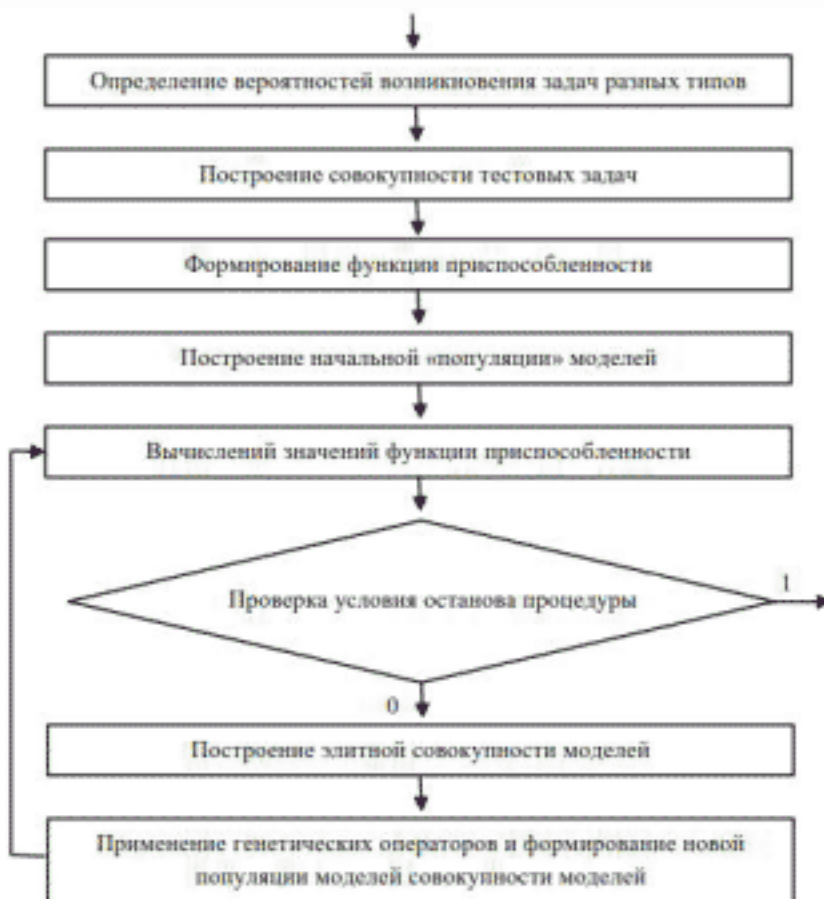 Определение вероятностей возникновения задач разных типов
Построение совокупности тестовых задач
Формирование функции приспособленности
Построение начальной «популяции» моделей
Вычислений значений функции приспособленности
Проверка условия останова процедуры
1
0
Построение элитной совокупности моделей
Применение генетических операторов и формирование новой
популяции моделей совокупности моделей